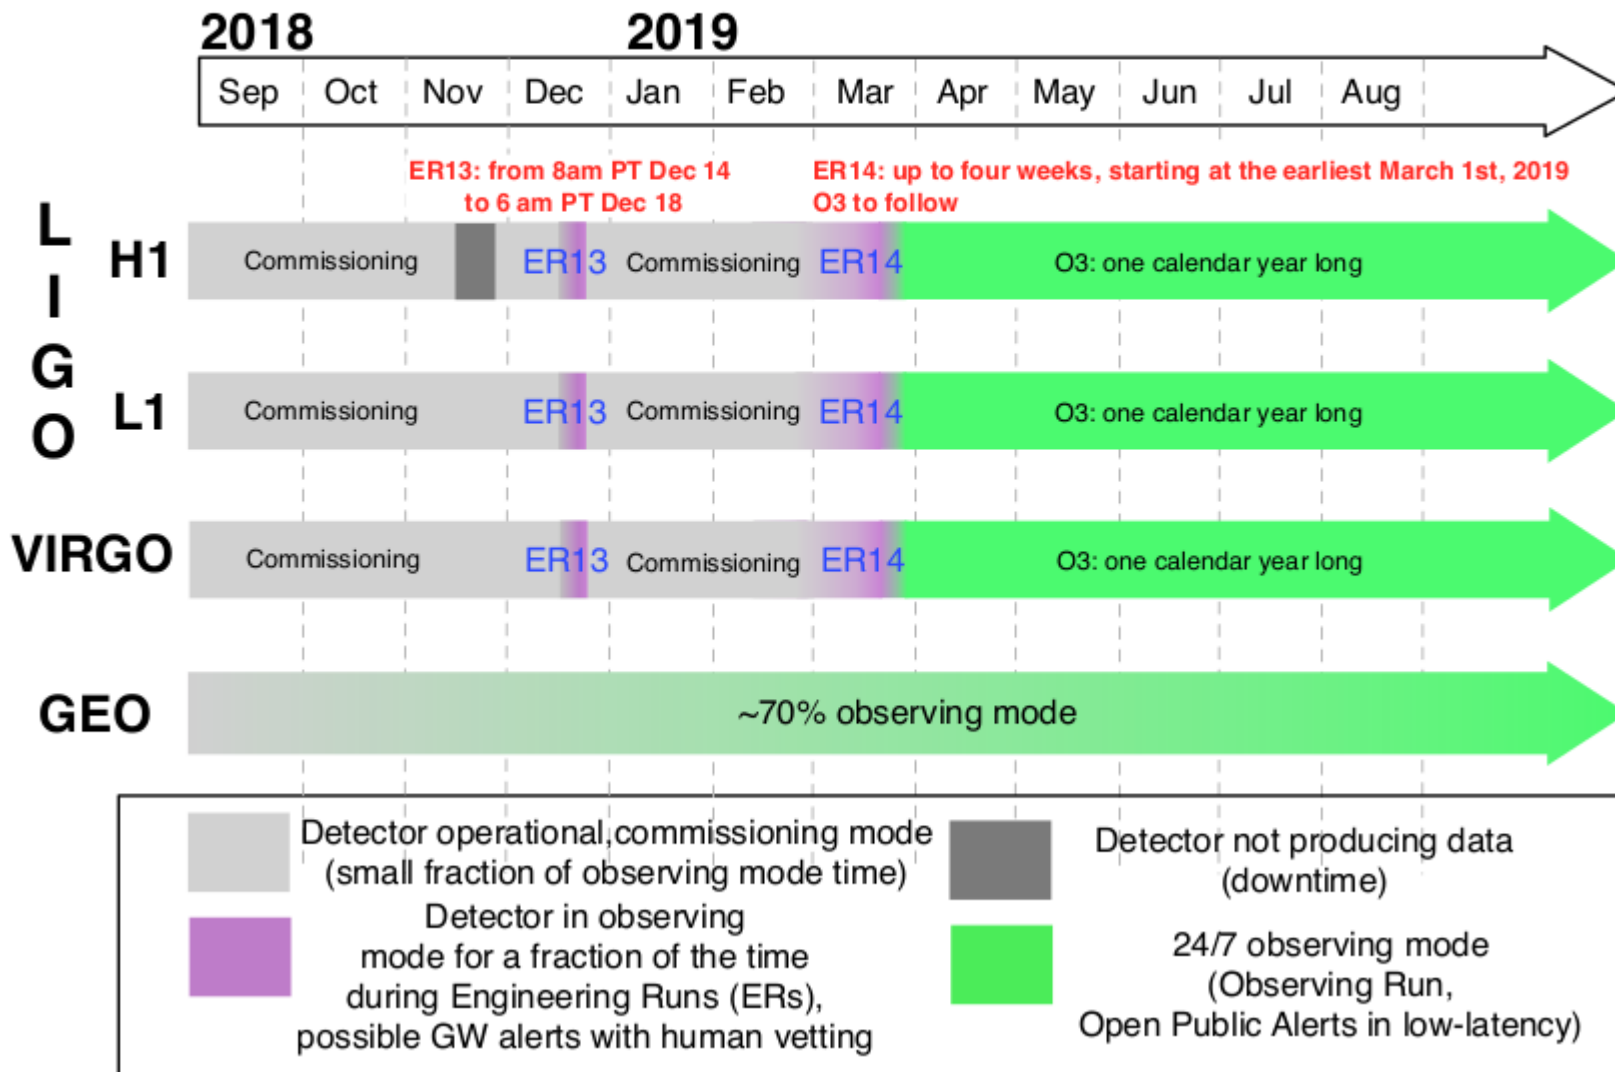 2018 2019
Sep Oct Nov Dec Jan Feb Mar Apr May Jun Jul Aug
ER13: from 8am PT Dec 14
to 6 am PT Dec 18
ER14: up to four weeks, starting at the earliest March 1st, 2019
O3 to follow
LIGO
H1
Commissioning ER13 Commissioning ER14 O3: one calendar year long
L1
Commissioning ER13 Commissioning ER14 O3: one calendar year long
VIRGO
Commissioning ER13 Commissioning ER14 O3: one calendar year long
GEO
~70% observing mode
Detector operational,commissioning mode
(small fraction of observing mode time)
Detector not producing data
(downtime)
Detector in observing
mode for a fraction of the time
during Engineering Runs (ERs),
possible GW alerts with human vetting
24/7 observing mode
(Observing Run,
Open Public Alerts in low-latency)